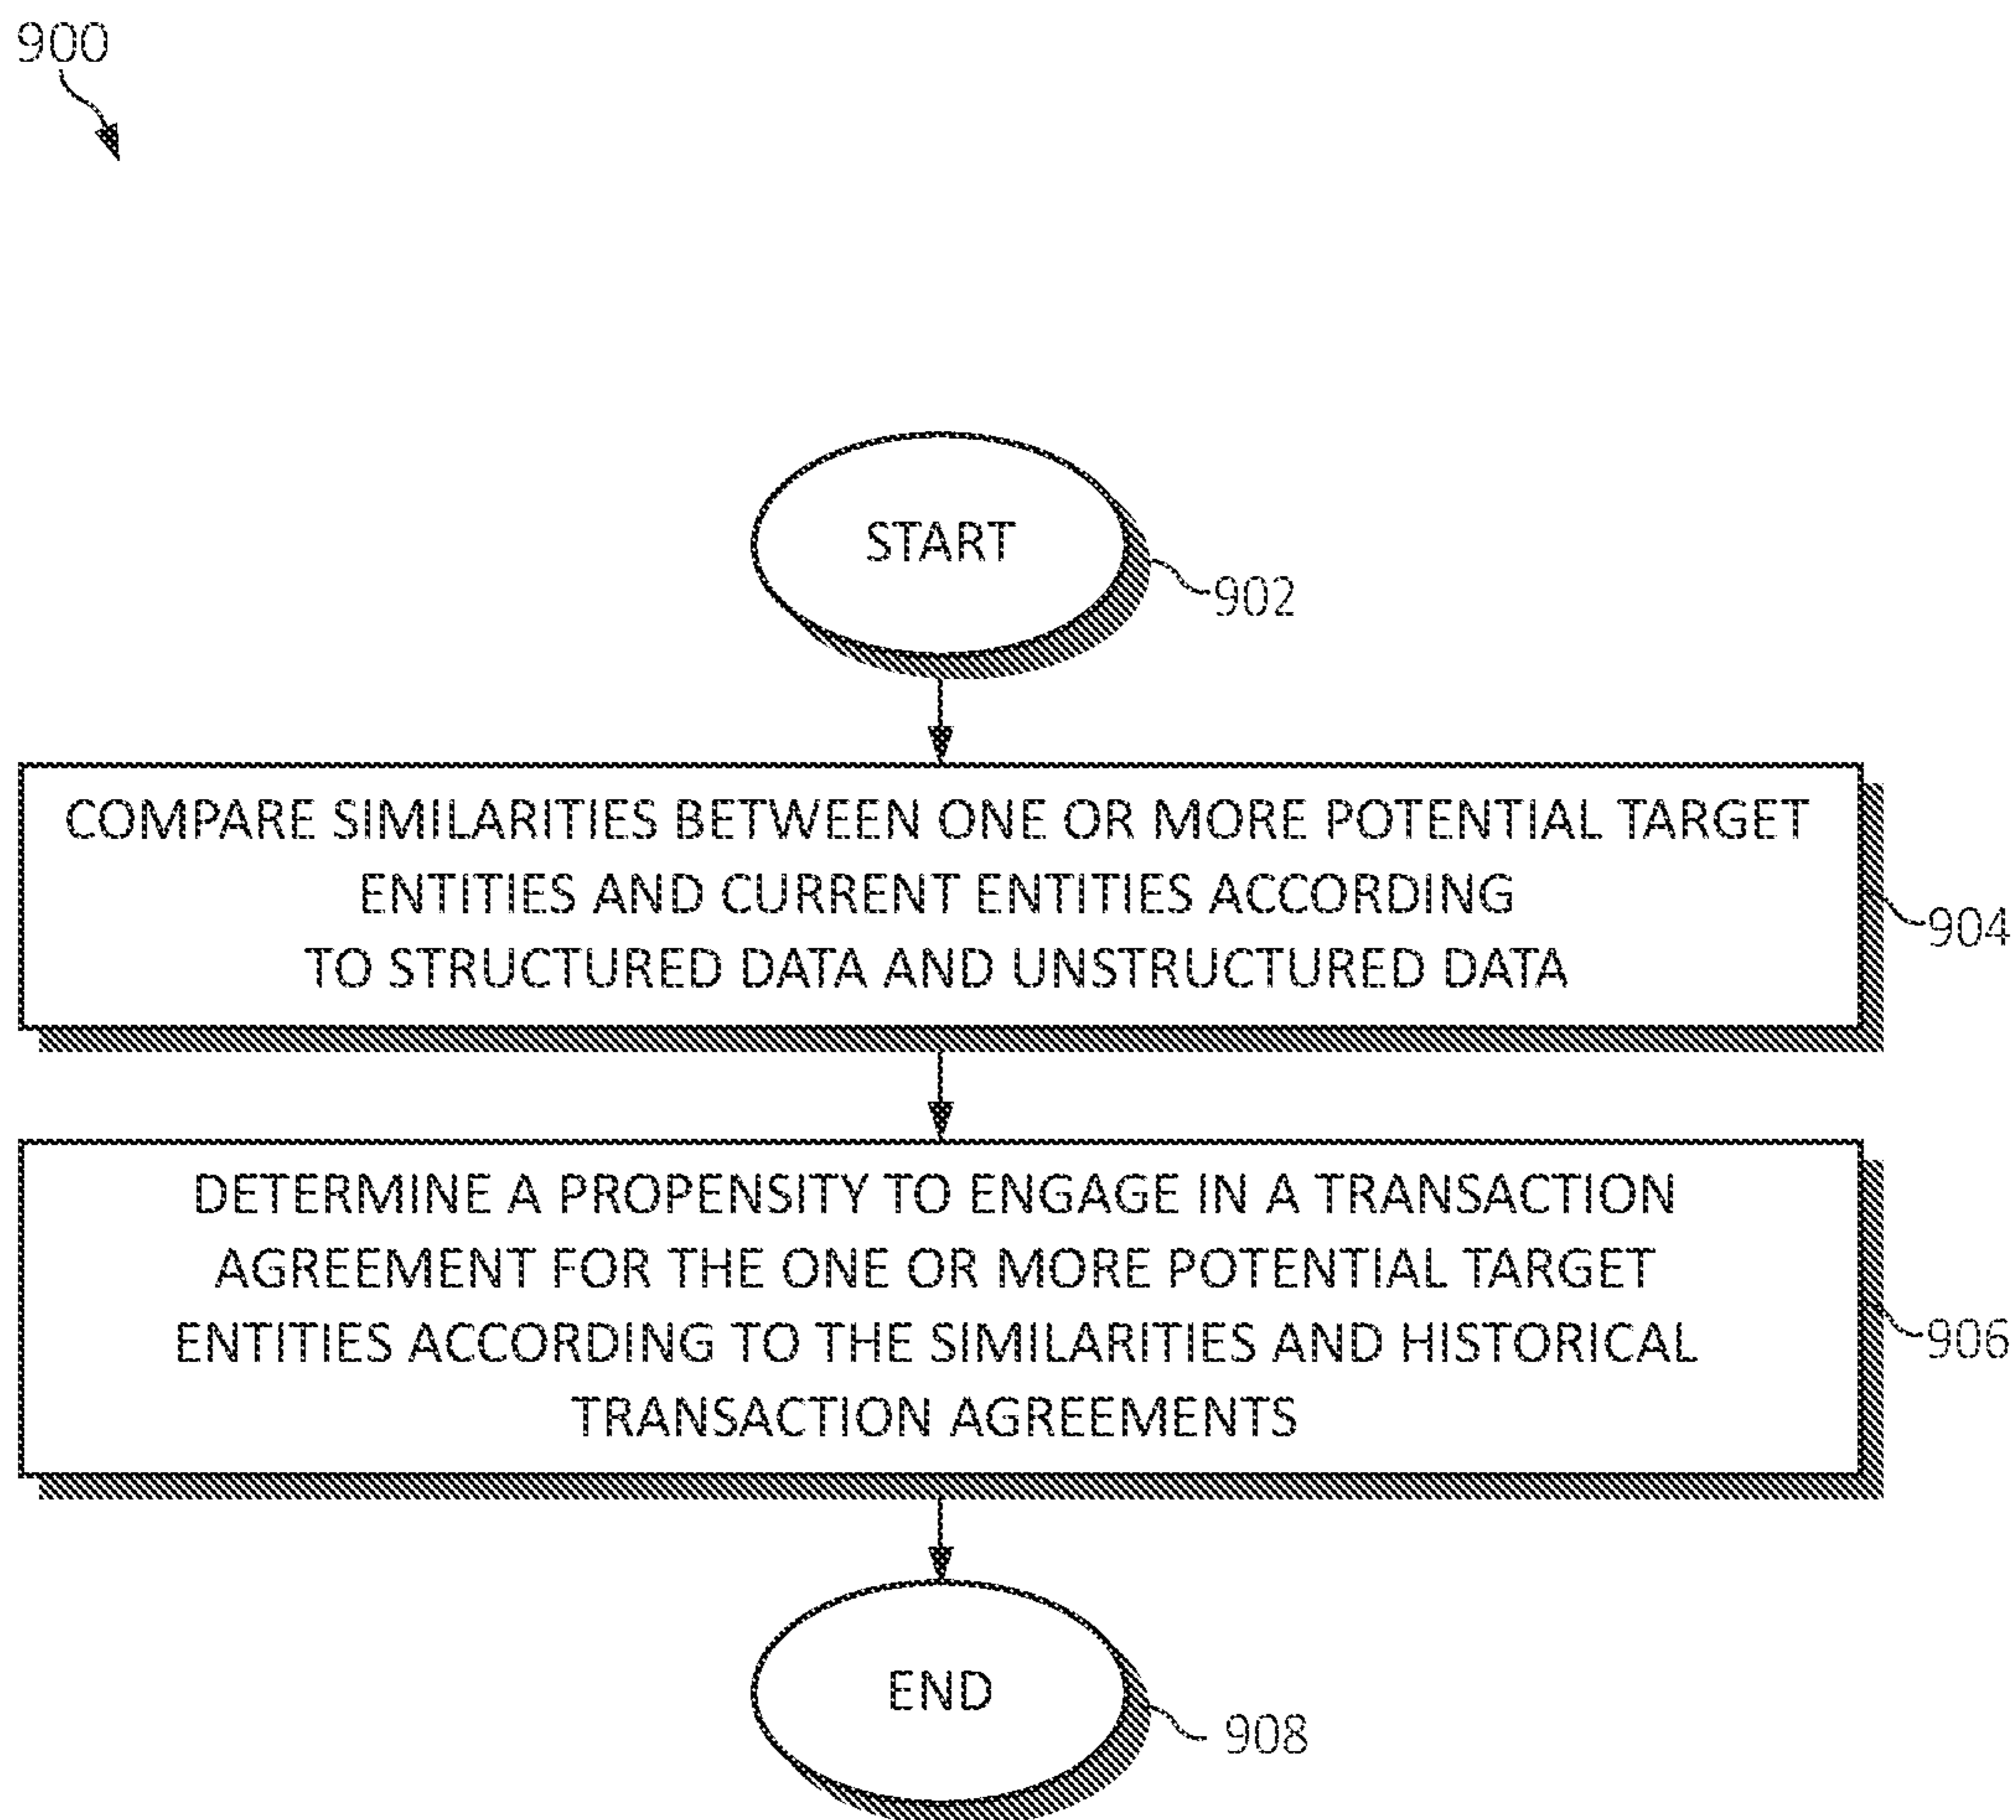 900
START
902
COMPARE SIMILARITIES BETWEEN ONE OR MORE POTENTIAL TARGET
ENTITIES AND CURRENT ENTITIES ACCORDING
TO STRUCTURED DATA AND UNSTRUCTURED DATA
904
DETERMINE A PROPENSITY TO ENGAGE IN A TRANSACTION
AGREEMENT FOR THE ONE OR MORE POTENTIAL TARGET
ENTITIES ACCORDING TO THE SIMILARITIES AND HISTORICAL
TRANSACTION AGREEMENTS
906
END
908